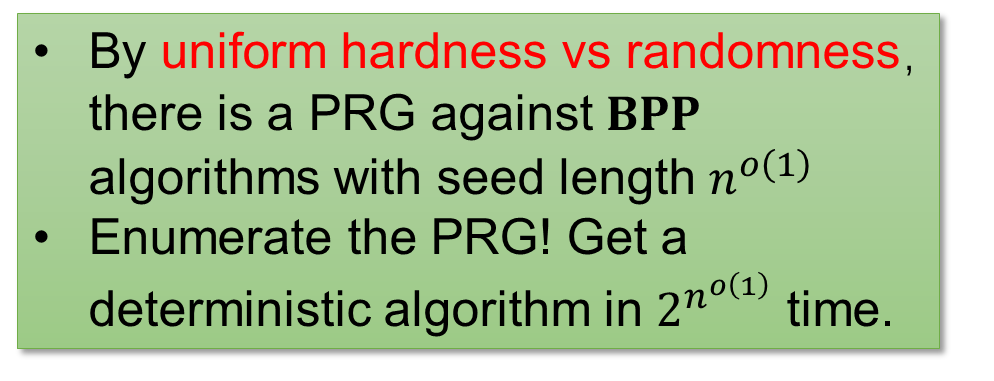 • By uniform hardness vs randomness,
there is a PRG against BPP
algorithms with seed length n^{o(1)}
• Enumerate the PRG! Get a
deterministic algorithm in 2^{n^{o(1)}} time.